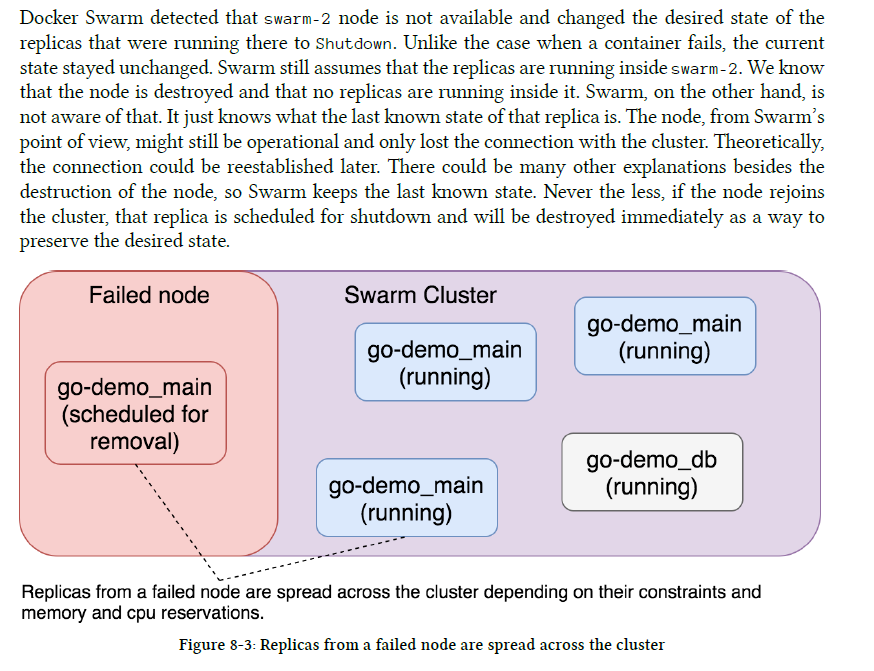 Docker Swarm detected that swarm-2 node is not available and changed the desired state of the
replicas that were running there to Shutdown. Unlike the case when a container fails, the current
state stayed unchanged. Swarm still assumes that the replicas are running inside swarm-2. We know
that the node is destroyed and that no replicas are running inside it. Swarm, on the other hand, is
not aware of that. It just knows what the last known state of that replica is. The node, from Swarm’s
point of view, might still be operational and only lost the connection with the cluster. Theoretically,
the connection could be reestablished later. There could be many other explanations besides the
destruction of the node, so Swarm keeps the last known state. Never the less, if the node rejoins
the cluster, that replica is scheduled for shutdown and will be destroyed immediately as a way to
preserve the desired state.
Failed node
go-demo_main
(scheduled for
removal)
Swarm Cluster
go-demo_main
(running)
go-demo_main
(running)
go-demo_main
(running)
go-demo_db
(running)
Replicas from a failed node are spread across the cluster depending on their constraints and
memory and cpu reservations.
Figure 8-3: Replicas from a failed node are spread across the cluster